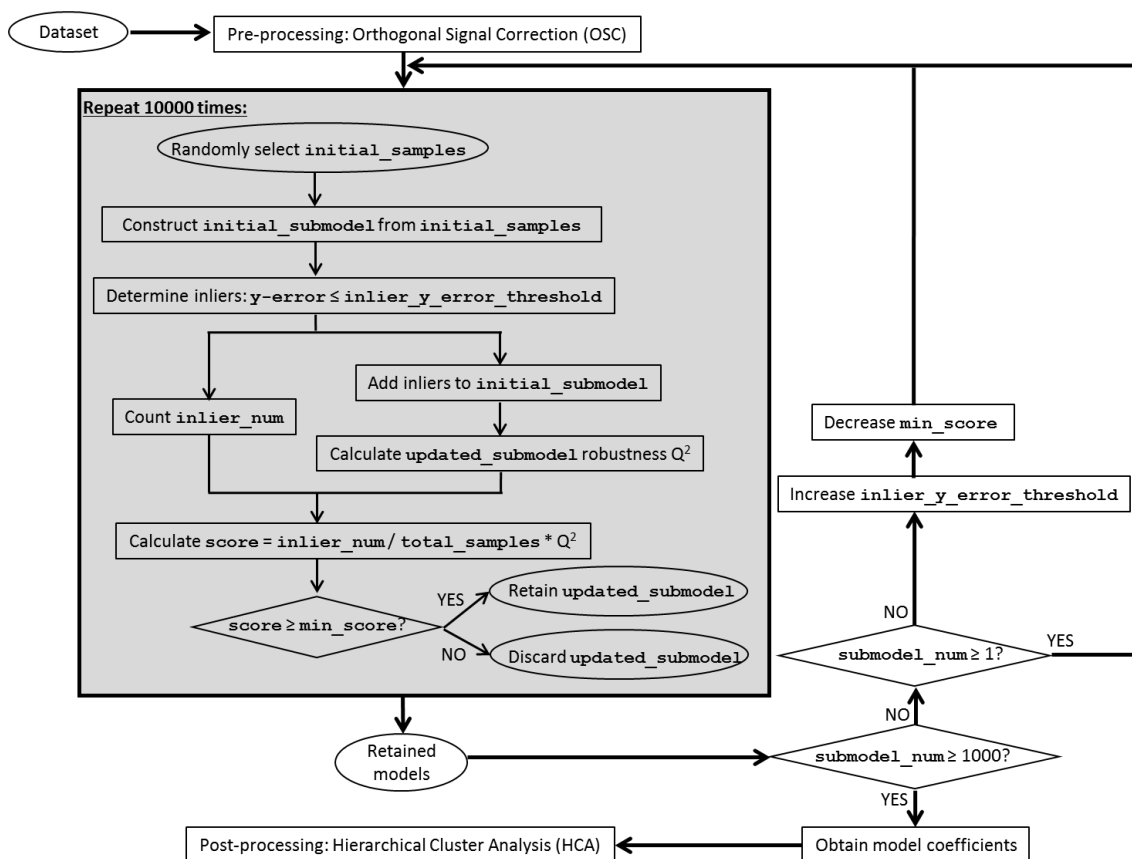 Dataset
Pre-processing: Orthogonal Signal Correction (OSC)
Repeat 10000 times:
Randomly select initial_samples
Construct initial_submodel from initial_samples
Determine inliers: y-error ≤ inlier_y_error_threshold
Add inliers to initial_submodel
Count inlier_num
Calculate updated_submodel robustness Q²
Calculate score = inlier_num / total_samples * Q²
score ≥ min_score?
YES
Retain updated_submodel
NO
Discard updated_submodel
Retained
models
submodel_num ≥ 1000?
NO
submodel_num ≥ 1?
YES
NO
Increase inlier_y_error_threshold
Decrease min_score
YES
Obtain model coefficients
Post-processing: Hierarchical Cluster Analysis (HCA)